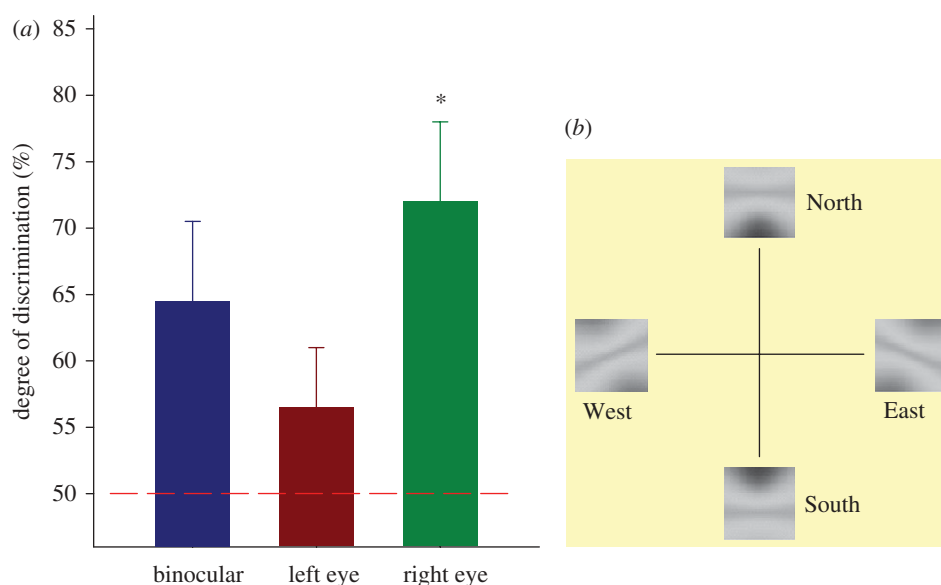 (a)
85
80
75
70
65
60
55
50
degree of discrimination (%)
*
binocular left eye right eye
(b)
North
West East
South